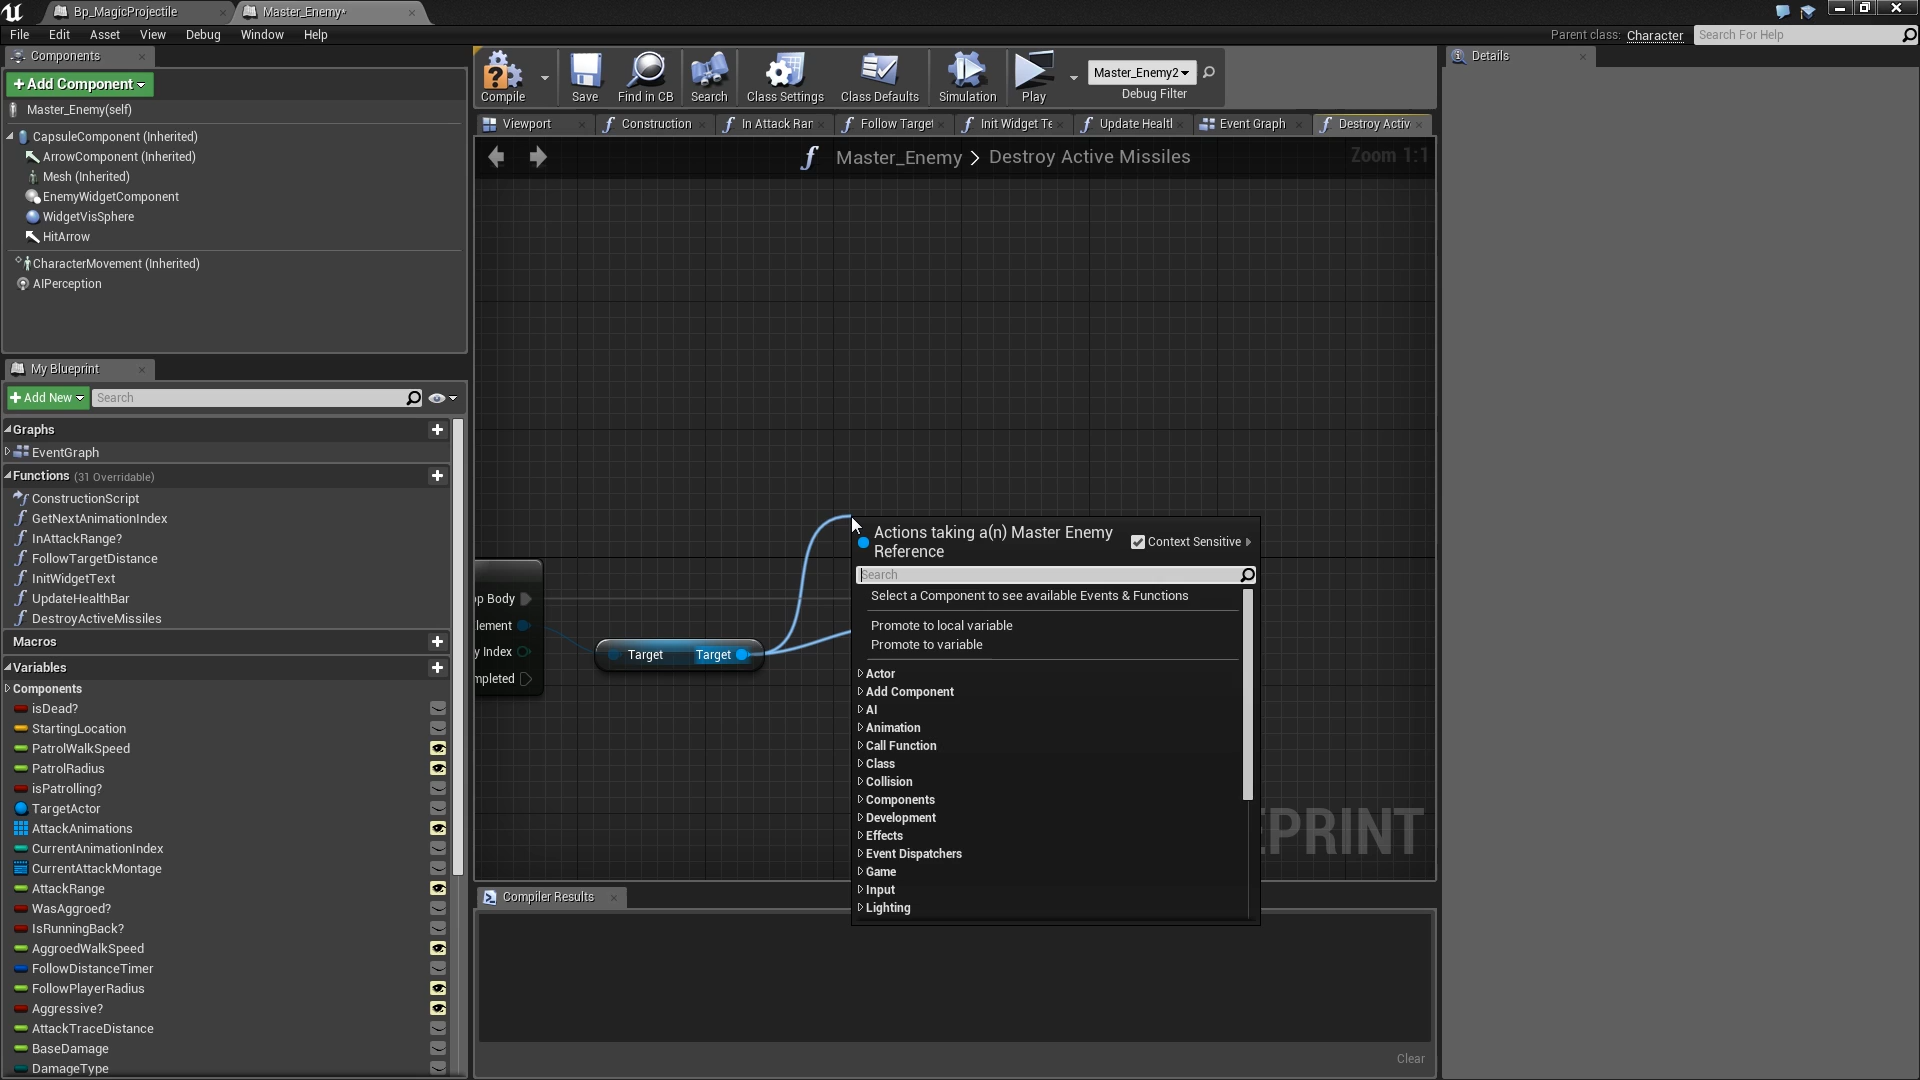 Bp_MagicProjectile
Master_Enemy*
File Edit Asset View Debug Window Help
Parent class: Character
Search For Help
Components
Add Component
Master_Enemy(self)
CapsuleComponent (Inherited)
ArrowComponent (Inherited)
Mesh (Inherited)
EnemyWidgetComponent
WidgetVisSphere
HitArrow
CharacterMovement (Inherited)
AIPerception
My Blueprint
Add New
Search
Graphs
EventGraph
Functions (31 Overridable)
ConstructionScript
GetNextAnimationIndex
InAttackRange?
FollowTargetDistance
InitWidgetText
UpdateHealthBar
DestroyActiveMissiles
Macros
Variables
Components
isDead?
StartingLocation
PatrolWalkSpeed
PatrolRadius
isPatrolling?
TargetActor
AttackAnimations
CurrentAnimationIndex
CurrentAttackMontage
AttackRange
WasAggroed?
IsRunningBack?
AggroedWalkSpeed
FollowDistanceTimer
FollowPlayerRadius
Aggressive?
AttackTraceDistance
BaseDamage
DamageType
Compile
Save
Find in CB
Search
Class Settings
Class Defaults
Simulation
Play
Master_Enemy2
Debug Filter
Viewport
Construction
In Attack Ran
Follow Target
Init Widget Te
Update Healtl
Event Graph
Destroy Activ
Master_Enemy > Destroy Active Missiles
Zoom 1:1
op Body
lement
y Index
mpleted
Target Target
Actions taking a(n) Master Enemy
Reference
Context Sensitive
Search
Select a Component to see available Events & Functions
Promote to local variable
Promote to variable
Actor
Add Component
AI
Animation
Call Function
Class
Collision
Components
Development
Effects
Event Dispatchers
Game
Input
Lighting
EPRINT
Compiler Results
Clear
Details